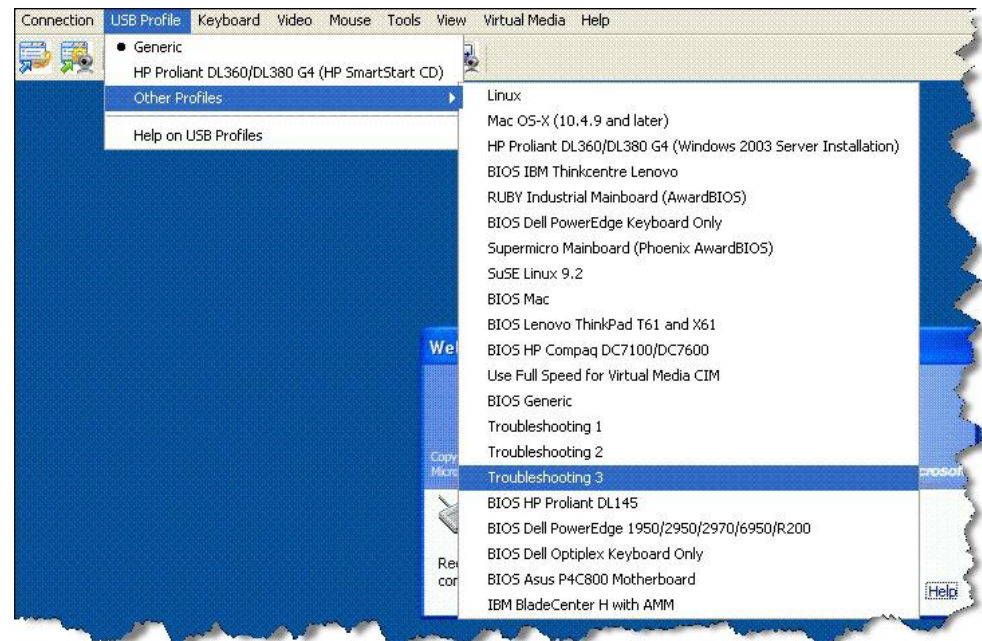 Connection USB Profile Keyboard Video Mouse Tools View Virtual Media Help
Generic
HP Proliant DL360/DL380 G4 (HP SmartStart CD)
Other Profiles
Help on USB Profiles
Linux
Mac OS-X (10.4.9 and later)
HP Proliant DL360/DL380 G4 (Windows 2003 Server Installation)
BIOS IBM Thinkcentre Lenovo
RUBY Industrial Mainboard (AwardBIOS)
BIOS Dell PowerEdge Keyboard Only
Supermicro Mainboard (Phoenix AwardBIOS)
SuSE Linux 9.2
BIOS Mac
BIOS Lenovo ThinkPad T61 and X61
BIOS HP Compaq DC7100/DC7600
Use Full Speed for Virtual Media CIM
BIOS Generic
Troubleshooting 1
Troubleshooting 2
Troubleshooting 3
BIOS HP Proliant DL145
BIOS Dell PowerEdge 1950/2950/2970/6950/R200
BIOS Dell Optiplex Keyboard Only
BIOS Asus P4C800 Motherboard
IBM BladeCenter H with AMM
Wel
Copy
Micro
crosoft
Re
cor
Help